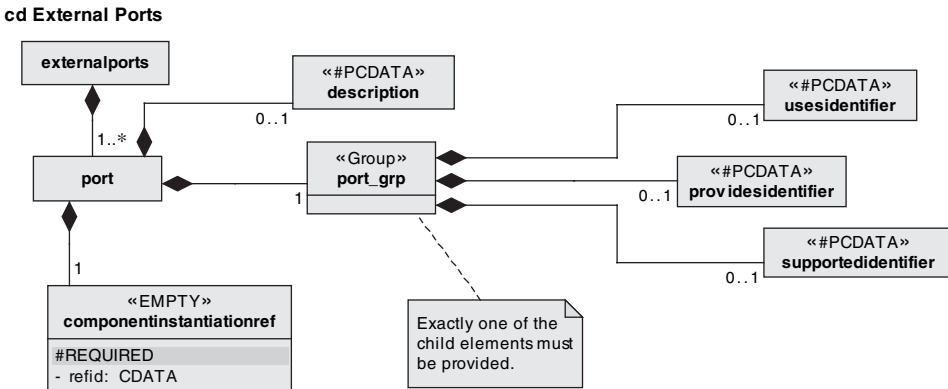 cd External Ports
externalports
«#PCDATA»
description
0..1
«#PCDATA»
usesidentifier
0..1
1..*
port
«Group»
port_grp
1
«#PCDATA»
providesidentifier
0..1
«#PCDATA»
supportedidentifier
0..1
1
«EMPTY»
componentinstantiationref
#REQUIRED
- refid: CDATA
Exactly one of the
child elements must
be provided.